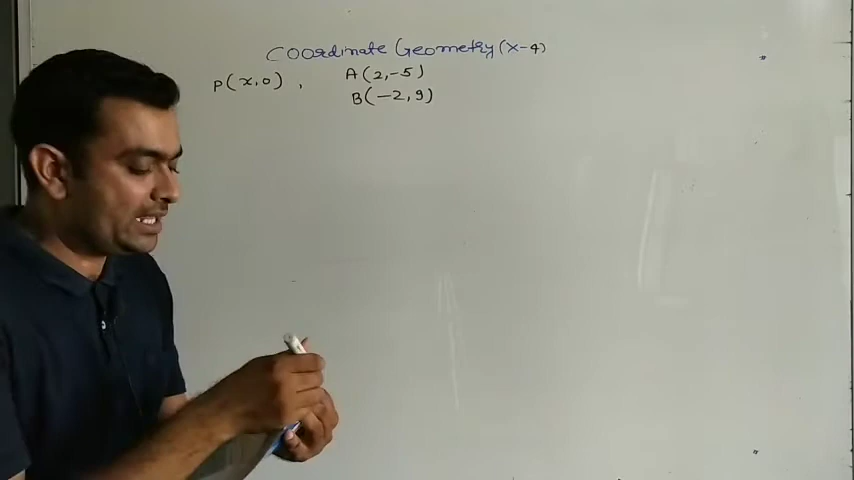 Coordinate Geometry (X-4)
P(x,0) , A(2,-5)
B(-2,9)